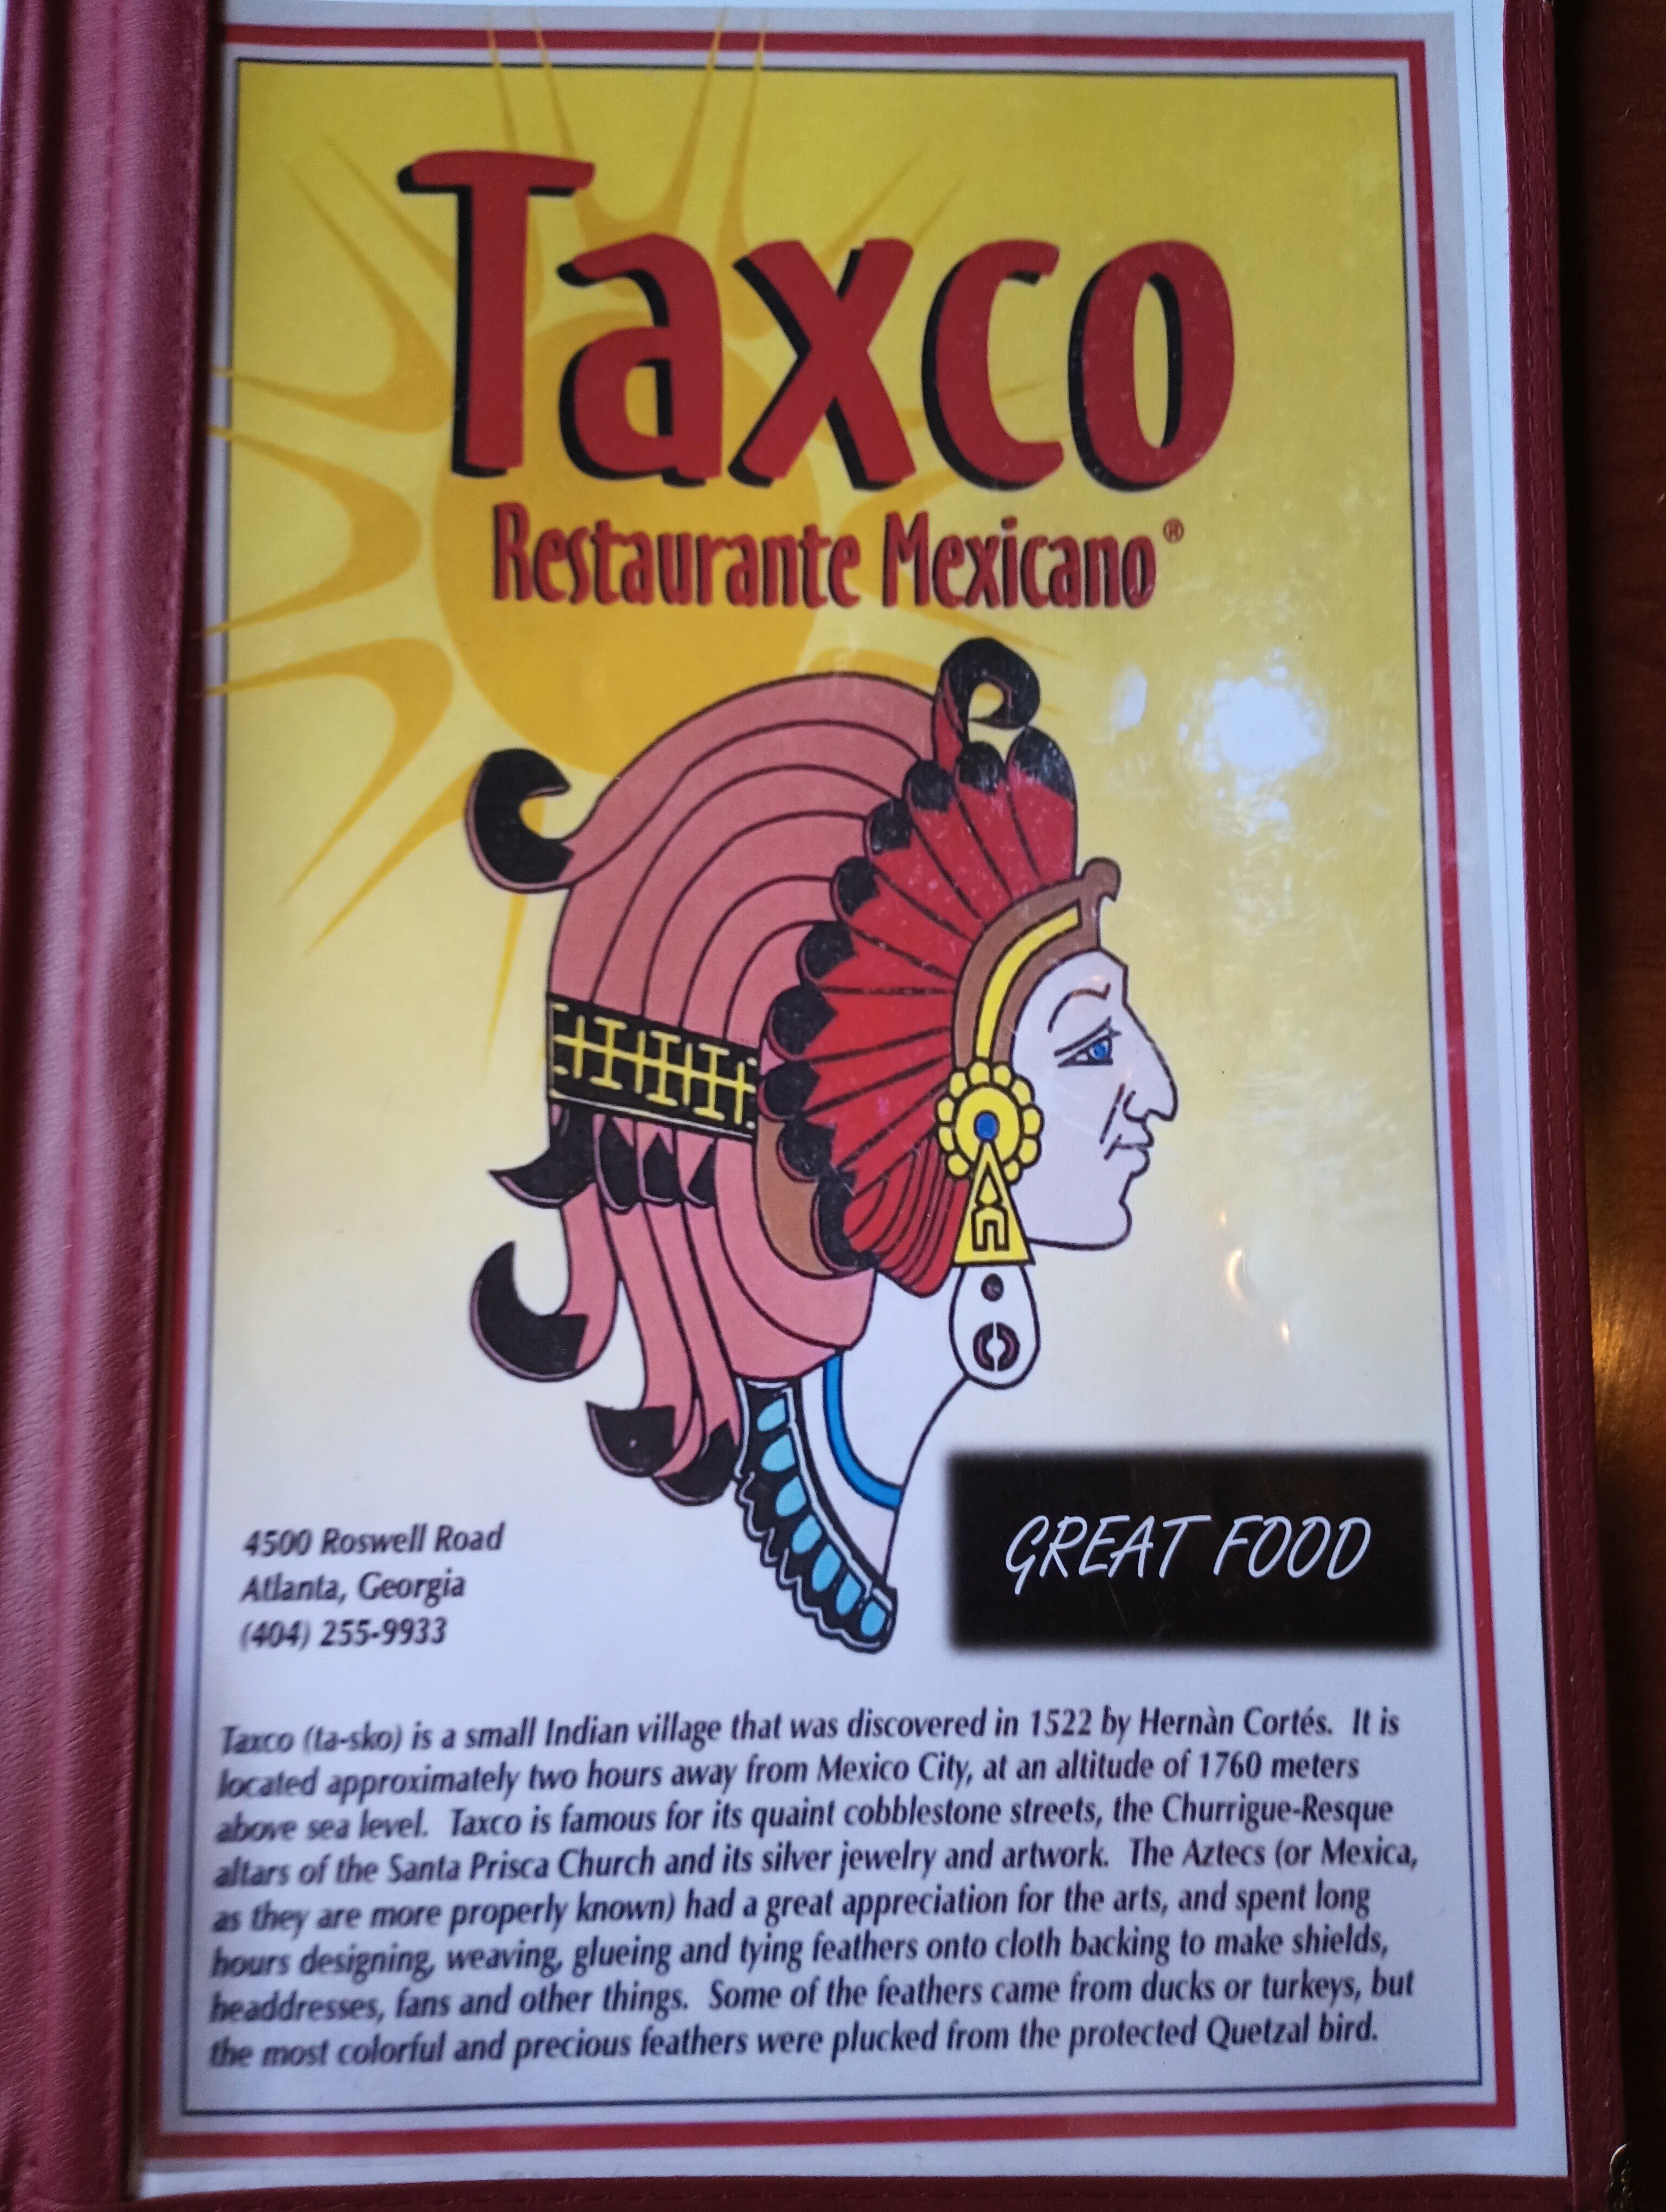 Taxco
Restaurante Mexicano®
4500 Roswell Road
Atlanta, Georgia
(404) 255-9933
GREAT FOOD
Taxco (ta-sko) is a small Indian village that was discovered in 1522 by Hernàn Cortés. It is
located approximately two hours away from Mexico City, at an altitude of 1760 meters
above sea level. Taxco is famous for its quaint cobblestone streets, the Churrigue-Resque
altars of the Santa Prisca Church and its silver jewelry and artwork. The Aztecs (or Mexica,
as they are more properly known) had a great appreciation for the arts, and spent long
hours designing, weaving, glueing and tying feathers onto cloth backing to make shields,
headdresses, fans and other things. Some of the feathers came from ducks or turkeys, but
the most colorful and precious feathers were plucked from the protected Quetzal bird.